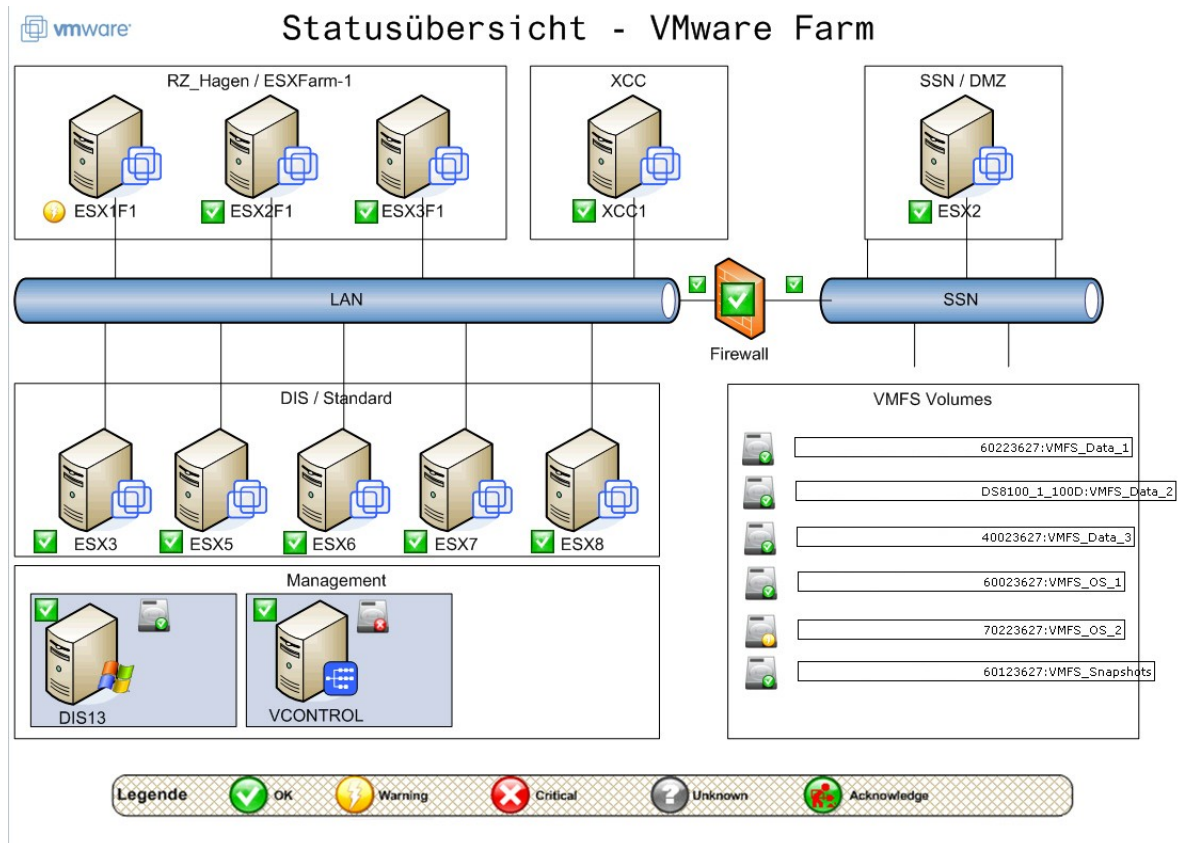 vmware
Statusübersicht - VMware Farm
RZ_Hagen / ESXFarm-1
XCC
SSN / DMZ
ESX1F1
ESX2F1
ESX3F1
XCC1
ESX2
LAN
SSN
Firewall
DIS / Standard
ESX3
ESX5
ESX6
ESX7
ESX8
VMFS Volumes
60223627:VMFS_Data_1
DS8100_1_100D:VMFS_Data_2
40023627:VMFS_Data_3
60023627:VMFS_OS_1
70223627:VMFS_OS_2
60123627:VMFS_Snapshots
Management
DIS13
VCONTROL
Legende
OK
Warning
Critical
Unknown
Acknowledge